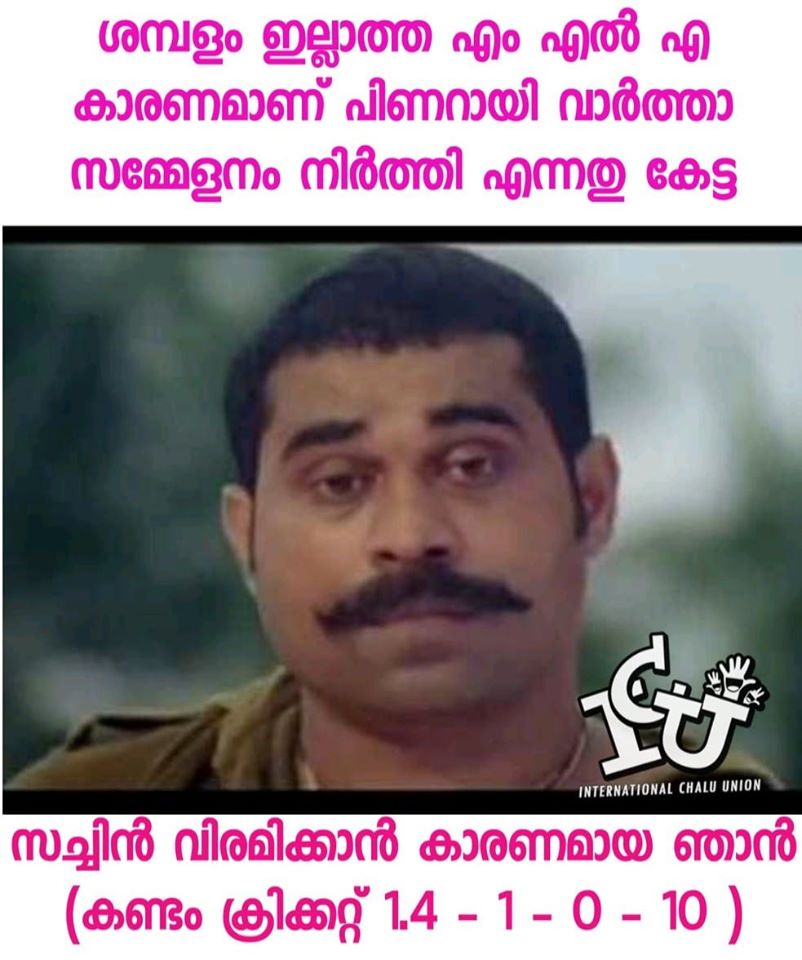 ശമ്പളം ഇല്ലാത്ത എം എൽ എ
കാരണമാണ് പിണറായി വാർത്താ
സമ്മേളനം നിർത്തി എന്നതു കേട്ട
ICU
INTERNATIONAL CHALU UNION
സച്ചിൻ വിരമിക്കാൻ കാരണമായ ഞാൻ
(കണ്ടം ക്രിക്കറ്റ് 1.4 - 1 - 0 - 10 )